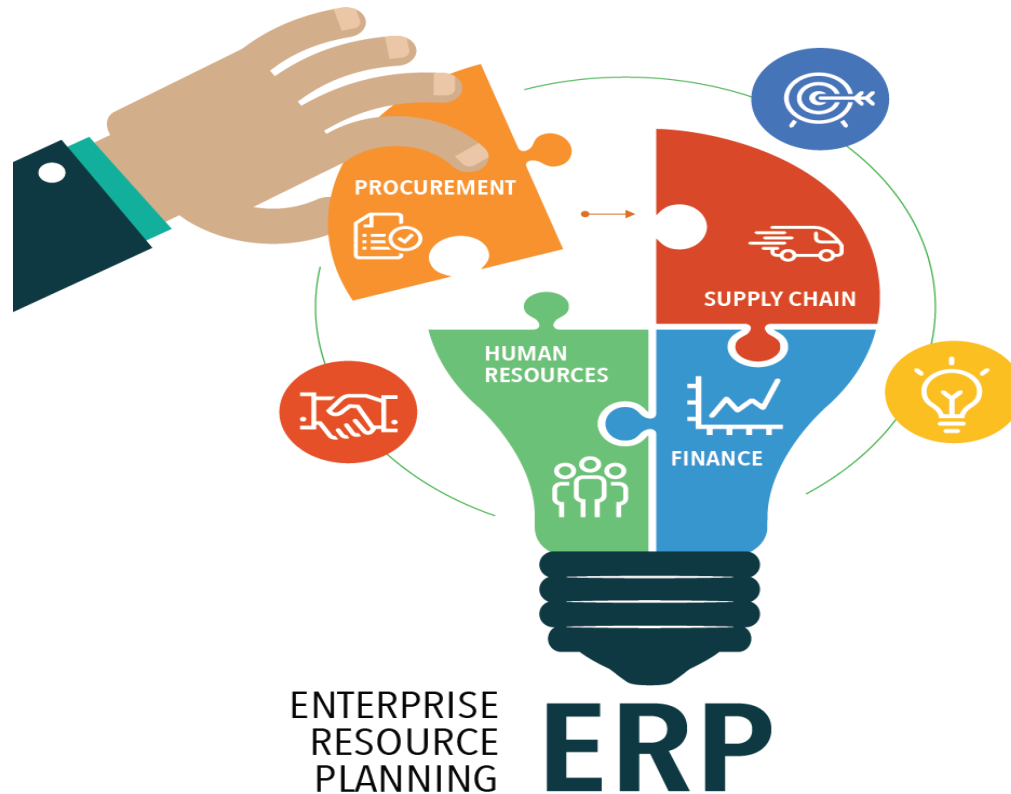 PROCUREMENT
SUPPLY CHAIN
HUMAN
RESOURCES
FINANCE
ENTERPRISE
RESOURCE
PLANNING
ERP